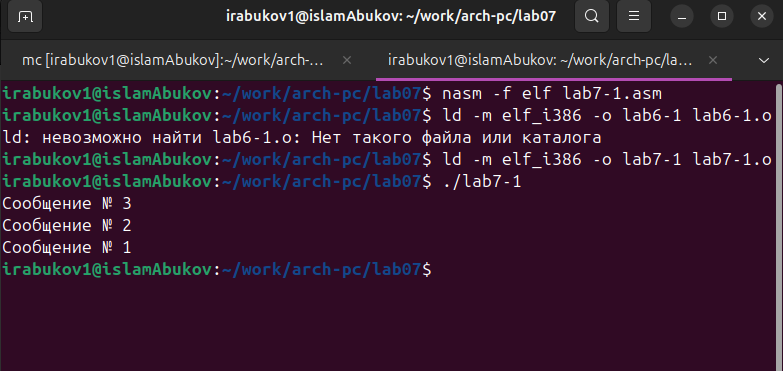 irabukov1@islamAbukov: ~/work/arch-pc/lab07
mc [irabukov1@islamAbukov]:~/work/arch-...
irabukov1@islamAbukov: ~/work/arch-pc/la...
irabukov1@islamAbukov:~/work/arch-pc/lab07$ nasm -f elf lab7-1.asm
irabukov1@islamAbukov:~/work/arch-pc/lab07$ ld -m elf_i386 -o lab6-1 lab6-1.o
ld: невозможно найти lab6-1.o: Нет такого файла или каталога
irabukov1@islamAbukov:~/work/arch-pc/lab07$ ld -m elf_i386 -o lab7-1 lab7-1.o
irabukov1@islamAbukov:~/work/arch-pc/lab07$ ./lab7-1
Сообщение № 3
Сообщение № 2
Сообщение № 1
irabukov1@islamAbukov:~/work/arch-pc/lab07$